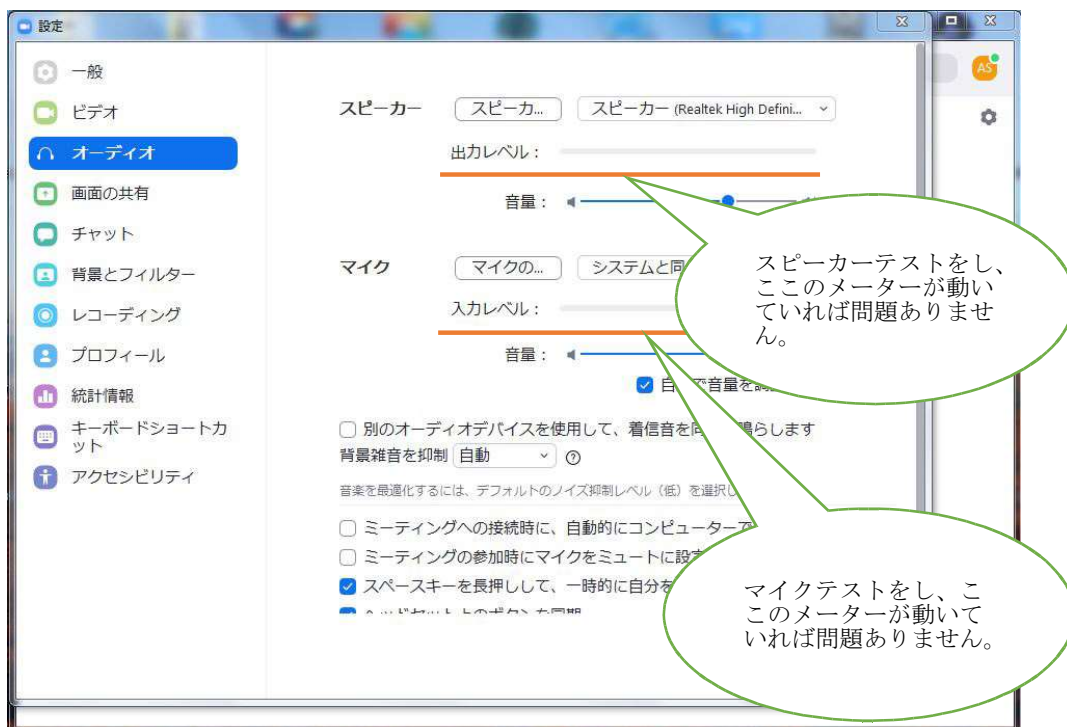 設定
AS
一般
ビデオ
オーディオ
画面の共有
チャット
背景とフィルター
レコーディング
プロフィール
統計情報
キーボードショートカ
ット
アクセシビリティ
スピーカー スピーカ... スピーカー (Realtek High Defini...
出力レベル：
音量：
マイク マイクの... システムと同
入力レベル：
音量：
自 で音量を調
別のオーディオデバイスを使用して、着信音を同 鳴らします
背景雑音を抑制 自動
音楽を最適化するには、デフォルトのノイズ抑制レベル（低）を選択し
ミーティングへの接続時に、自動的にコンピューターで
ミーティングの参加時にマイクをミュートに設
スペースキーを長押しして、一時的に自分を
ヘッドセット上のボタンを同期
スピーカーテストをし、
ここのメーターが動い
ていれば問題ありませ
ん。
マイクテストをし、こ
このメーターが動いて
いれば問題ありません。